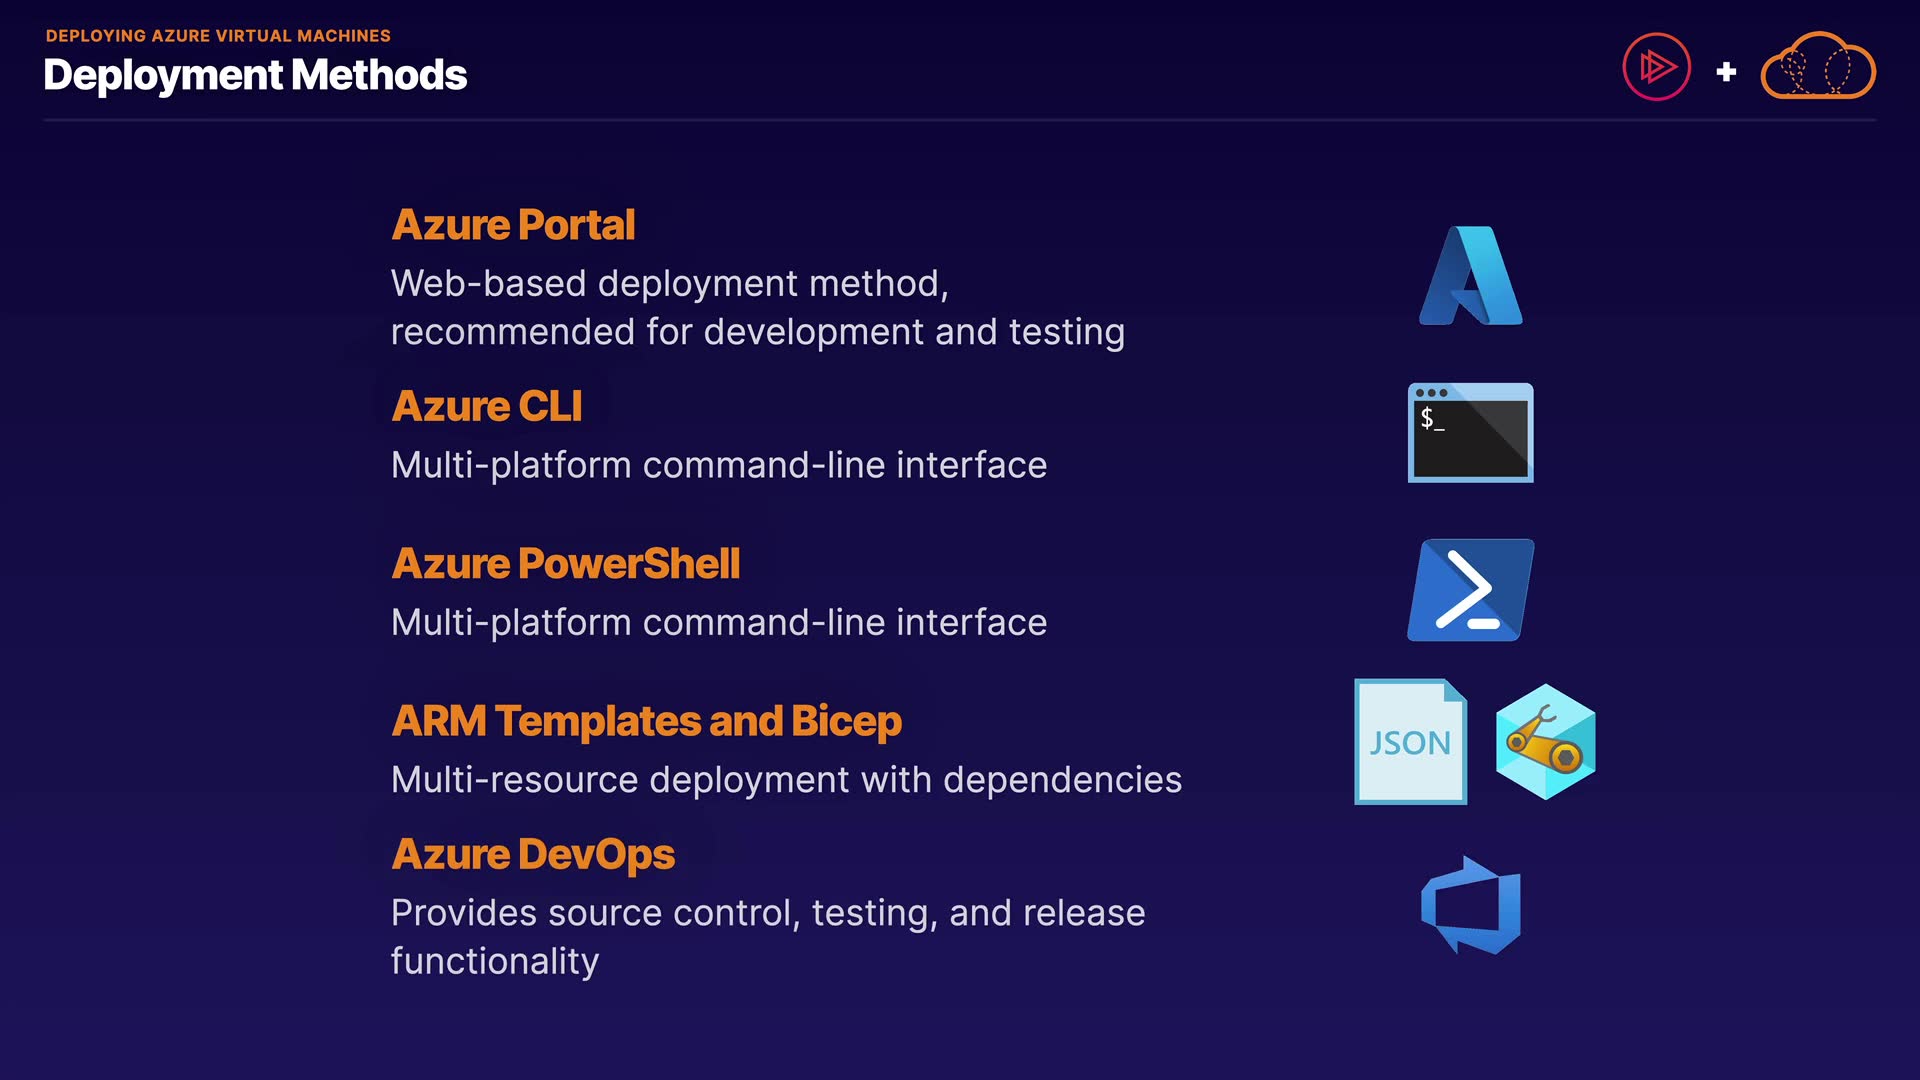 DEPLOYING AZURE VIRTUAL MACHINES
Deployment Methods
+
Azure Portal
Web-based deployment method,
recommended for development and testing
Azure CLI
Multi-platform command-line interface
$_
Azure PowerShell
Multi-platform command-line interface
ARM Templates and Bicep
Multi-resource deployment with dependencies
JSON
Azure DevOps
Provides source control, testing, and release
functionality